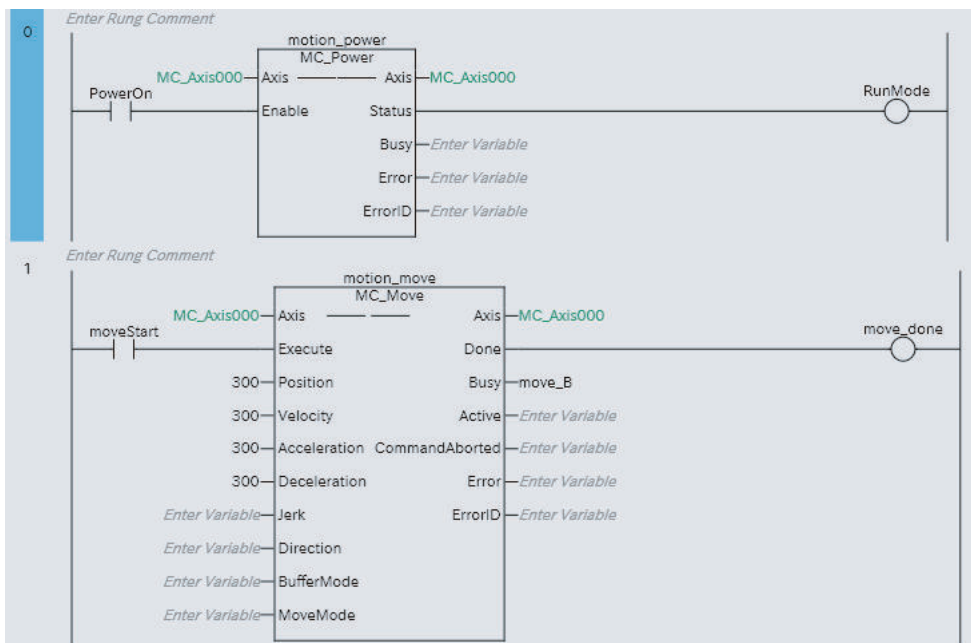 Enter Rung Comment
0
motion_power
MC_Power
MC_Axis000 Axis Axis MC_Axis000
PowerOn
RunMode
Enable Status
Busy Enter Variable
Error Enter Variable
ErrorID Enter Variable
Enter Rung Comment
1
motion_move
MC_Move
MC_Axis000 Axis Axis MC_Axis000
moveStart
move_done
Execute Done
300 Position Busy move_B
300 Velocity Active Enter Variable
300 Acceleration CommandAborted Enter Variable
300 Deceleration Error Enter Variable
Enter Variable Jerk ErrorID Enter Variable
Enter Variable Direction
Enter Variable BufferMode
Enter Variable MoveMode